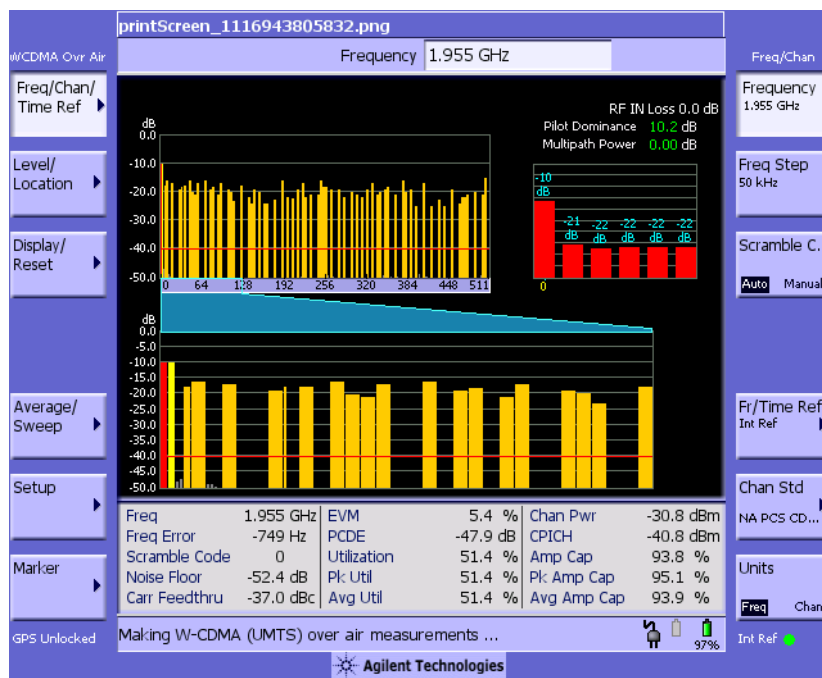 printScreen_1116943805832.png
WCDMA Ovr Air
Frequency 1.955 GHz
Freq/Chan
Freq/Chan/
Time Ref
Level/
Location
Display/
Reset
Average/
Sweep
Setup
Marker
GPS Unlocked
RF IN Loss 0.0 dB
Pilot Dominance 10.2 dB
Multipath Power 0.00 dB
dB
0.0
-10.0
-20.0
-30.0
-40.0
-50.0
0 64 128 192 256 320 384 448 511
-10
dB
-21
dB
-22
dB
-22
dB
-22
dB
-22
dB
0
dB
0.0
-5.0
-10.0
-15.0
-20.0
-25.0
-30.0
-35.0
-40.0
-45.0
-50.0
Freq 1.955 GHz EVM 5.4 % Chan Pwr -30.8 dBm
Freq Error -749 Hz PCDE -47.9 dB CPICH -40.8 dBm
Scramble Code 0 Utilization 51.4 % Amp Cap 93.8 %
Noise Floor -52.4 dB Pk Util 51.4 % Pk Amp Cap 95.1 %
Carr Feedthru -37.0 dBc Avg Util 51.4 % Avg Amp Cap 93.9 %
Making W-CDMA (UMTS) over air measurements ...
97%
Agilent Technologies
Frequency
1.955 GHz
Freq Step
50 kHz
Scramble C.
Auto Manual
Fr/Time Ref
Int Ref
Chan Std
NA PCS CD...
Units
Freq Chan
Int Ref